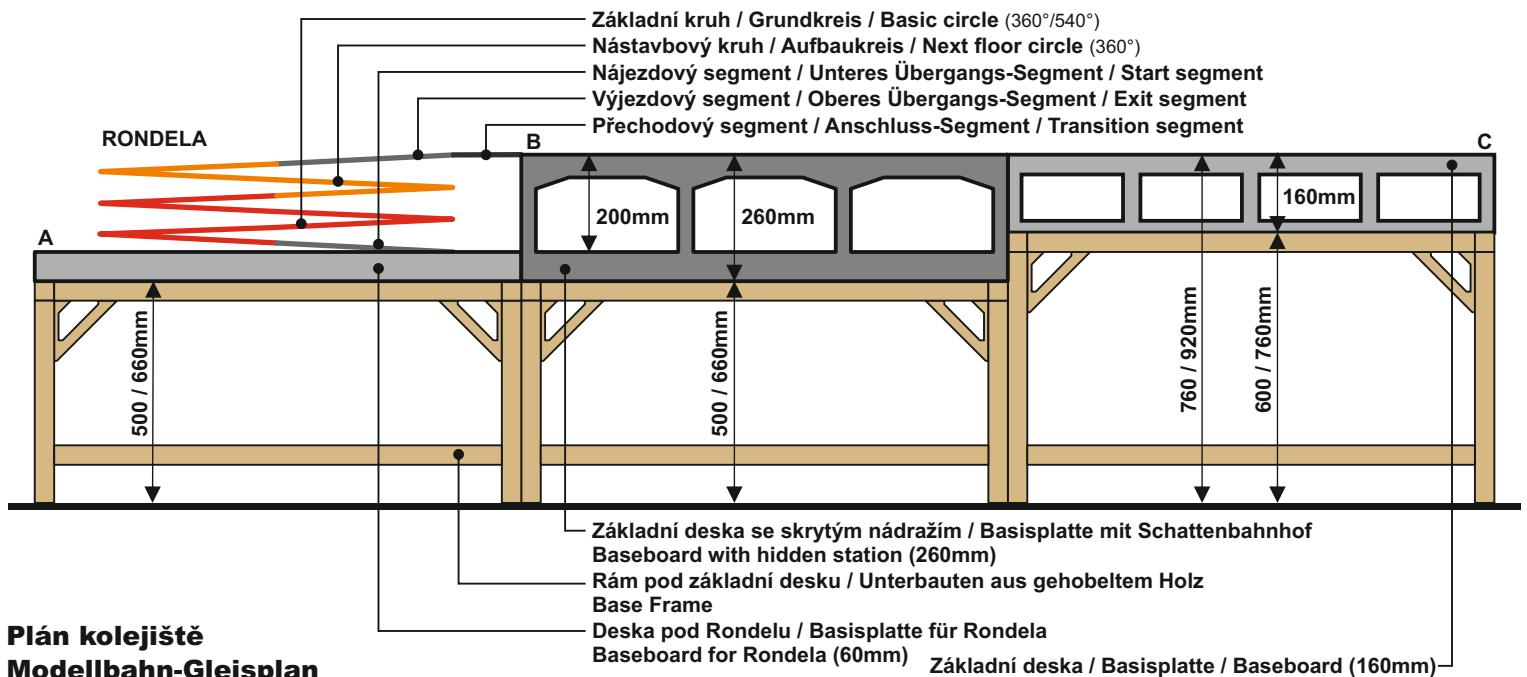 Základní kruh / Grundkreis / Basic circle (360°/540°)
Nástavbový kruh / Aufbaukreis / Next floor circle (360°)
Nájezdový segment / Unteres Übergangs-Segment / Start segment
Výjezdový segment / Oberes Übergangs-Segment / Exit segment
Přechodový segment / Anschluss-Segment / Transition segment
RONDELA
B
C
A
200mm
260mm
160mm
500 / 660mm
500 / 660mm
760 / 920mm
600 / 760mm
Základní deska se skrytým nádražím / Basisplatte mit Schattenbahnhof
Baseboard with hidden station (260mm)
Rám pod základní desku / Unterbauten aus gehobeltem Holz
Base Frame
Deska pod Rondelu / Basisplatte für Rondela
Baseboard for Rondela (60mm)
Základní deska / Basisplatte / Baseboard (160mm)
Plán kolejiště
Modellbahn-Gleisplan